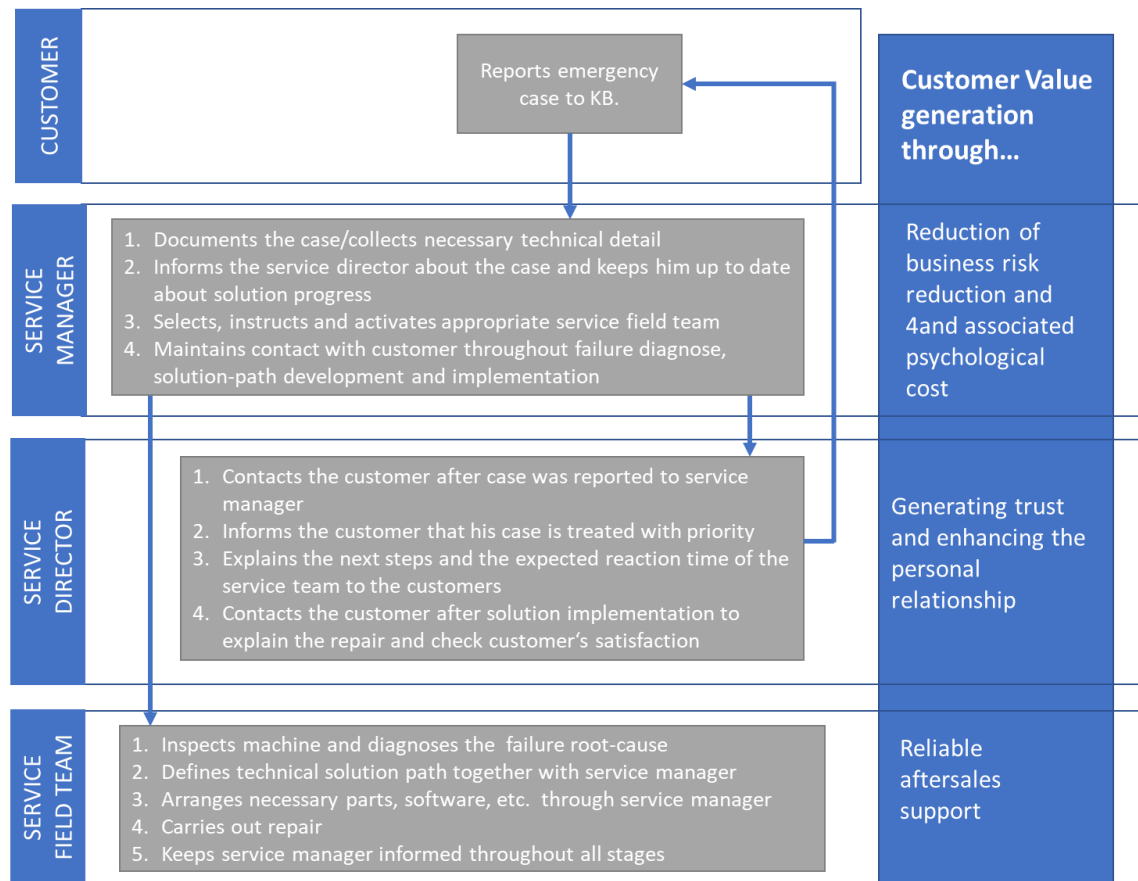 CUSTOMER
Reports emergency
case to KB.
Customer Value
generation
through...
SERVICE
MANAGER
1. Documents the case/collects necessary technical detail
2. Informs the service director about the case and keeps him up to date
about solution progress
3. Selects, instructs and activates appropriate service field team
4. Maintains contact with customer throughout failure diagnose,
solution-path development and implementation
Reduction of
business risk
reduction and
4and associated
psychological
cost
SERVICE
DIRECTOR
1. Contacts the customer after case was reported to service
manager
2. Informs the customer that his case is treated with priority
3. Explains the next steps and the expected reaction time of the
service team to the customers
4. Contacts the customer after solution implementation to
explain the repair and check customer‘s satisfaction
Generating trust
and enhancing the
personal
relationship
SERVICE
FIELD TEAM
1. Inspects machine and diagnoses the failure root-cause
2. Defines technical solution path together with service manager
3. Arranges necessary parts, software, etc. through service manager
4. Carries out repair
5. Keeps service manager informed throughout all stages
Reliable
aftersales
support